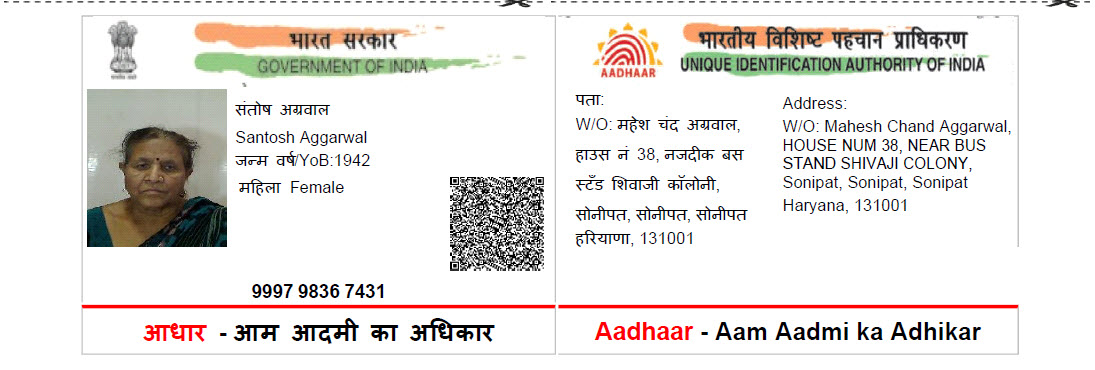 भारत सरकार
GOVERNMENT OF INDIA
संतोष अग्रवाल
Santosh Aggarwal
जन्म वर्ष/YoB:1942
महिला Female
9997 9836 7431
आधार - आम आदमी का अधिकार
भारतीय विशिष्ट पहचान प्राधिकरण
UNIQUE IDENTIFICATION AUTHORITY OF INDIA
AADHAAR
पता:
W/O: महेश चंद अग्रवाल,
हाउस नं 38, नजदीक बस
स्टँड शिवाजी कॉलोनी,
सोनीपत, सोनीपत, सोनीपत
हरियाणा, 131001
Address:
W/O: Mahesh Chand Aggarwal,
HOUSE NUM 38, NEAR BUS
STAND SHIVAJI COLONY,
Sonipat, Sonipat, Sonipat
Haryana, 131001
Aadhaar - Aam Aadmi ka Adhikar